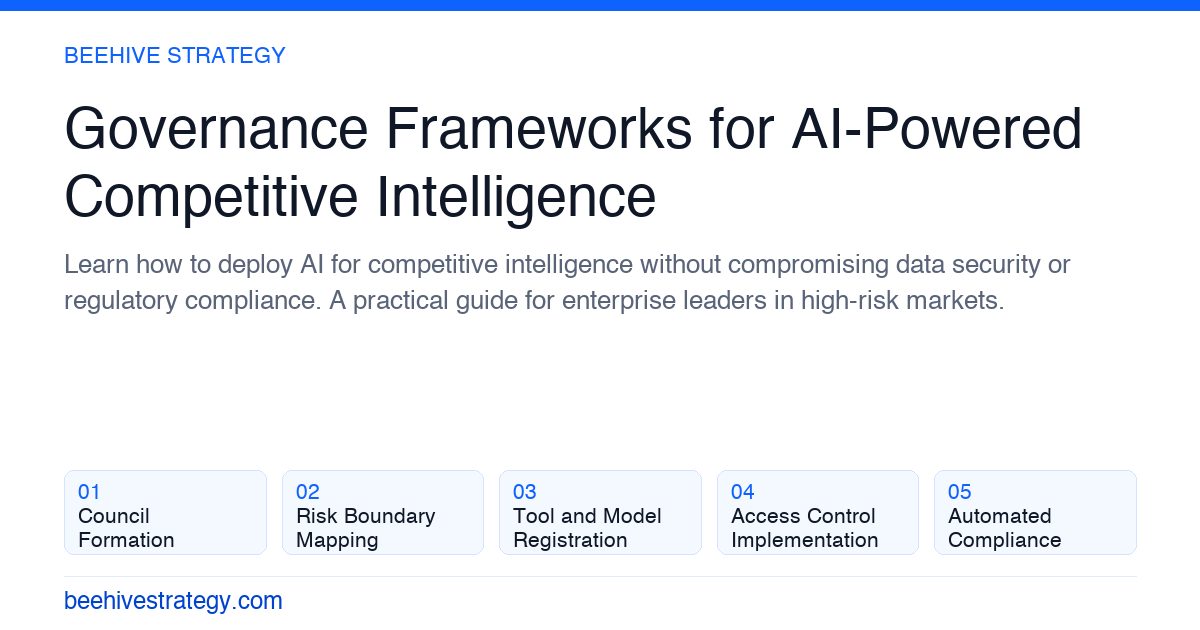 BEEHIVE STRATEGY
Governance Frameworks for AI-Powered
Competitive Intelligence
Learn how to deploy AI for competitive intelligence without compromising data security or
regulatory compliance. A practical guide for enterprise leaders in high-risk markets.
01
Council
Formation
02
Risk Boundary
Mapping
03
Tool and Model
Registration
04
Access Control
Implementation
05
Automated
Compliance
beehivestrategy.com